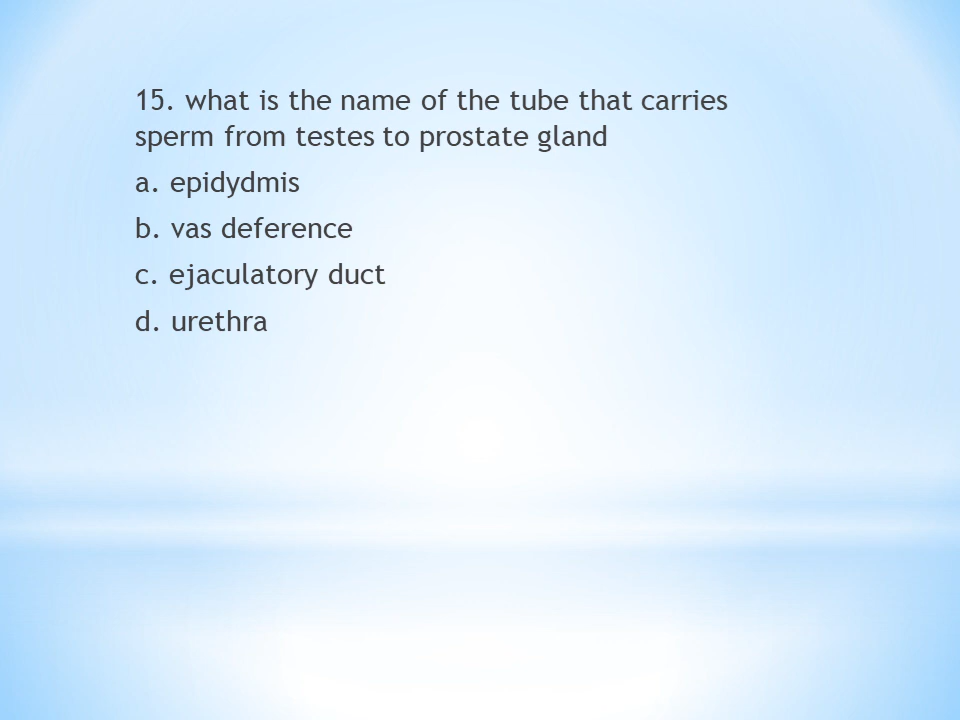 15. what is the name of the tube that carries
sperm from testes to prostate gland
a. epidydmis
b. vas deference
c. ejaculatory duct
d. urethra